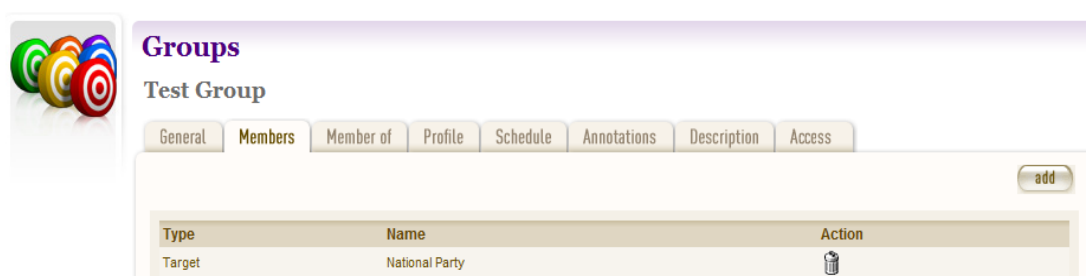 Groups
Test Group
General Members Member of Profile Schedule Annotations Description Access
add
Type Name Action
Target National Party